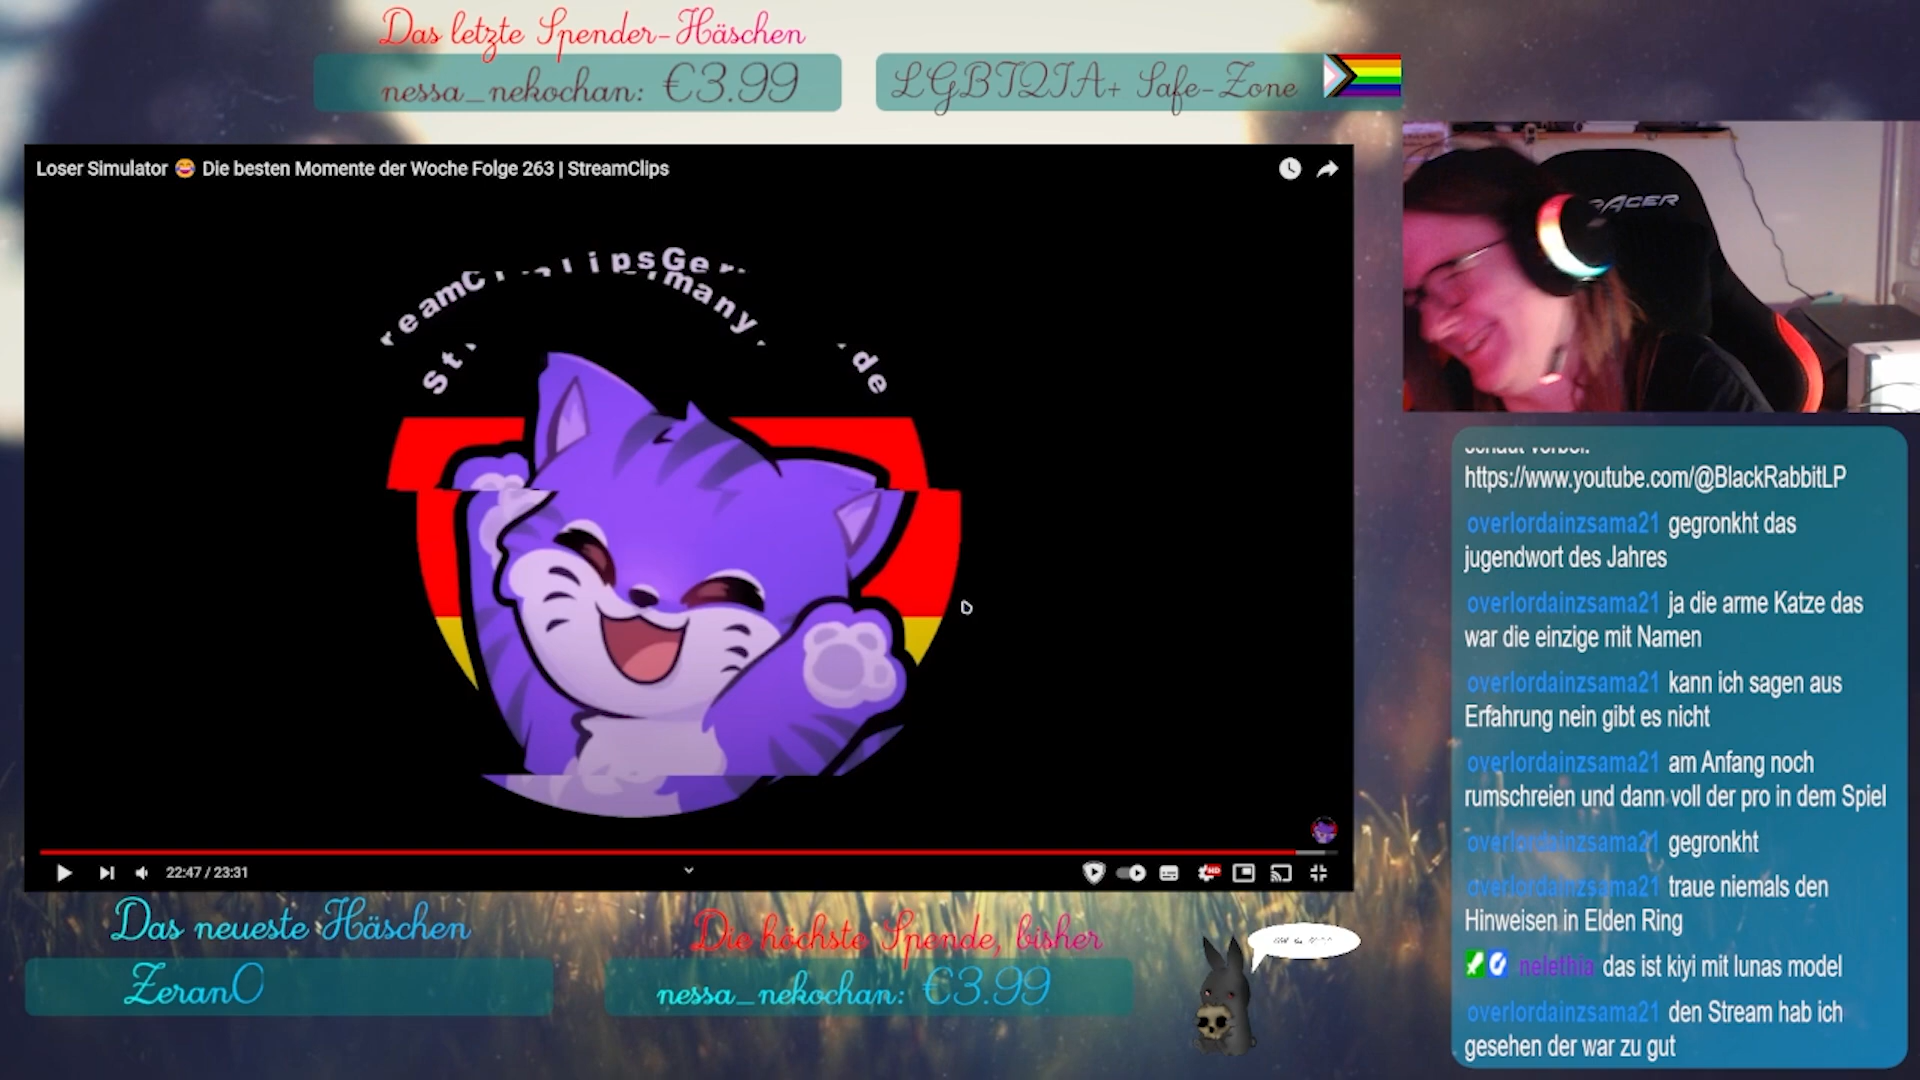 Das letzte Spender-Häschen
nessa_nekochan: €3.99
LGBTQIA+ Safe-Zone
Loser Simulator 😂 Die besten Momente der Woche Folge 263 | StreamClips
RACER
22:47 / 23:31
HD
Das neueste Häschen
ZeranO
Die höchste Spende, bisher
nessa_nekochan: €3.99
schaut vorbei:
https://www.youtube.com/@BlackRabbitLP
overlordainzsama21 gegronkht das
jugendwort des Jahres
overlordainzsama21 ja die arme Katze das
war die einzige mit Namen
overlordainzsama21 kann ich sagen aus
Erfahrung nein gibt es nicht
overlordainzsama21 am Anfang noch
rumschreien und dann voll der pro in dem Spiel
overlordainzsama21 gegronkht
overlordainzsama21 traue niemals den
Hinweisen in Elden Ring
nelethia das ist kiyi mit lunas model
overlordainzsama21 den Stream hab ich
gesehen der war zu gut